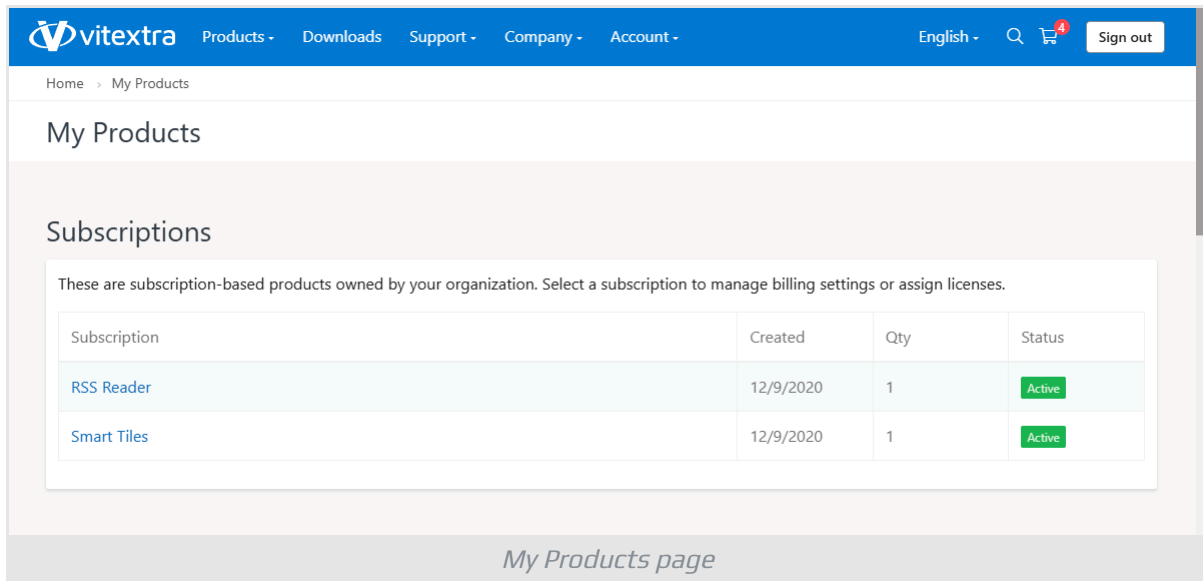 vitextra Products Downloads Support Company Account English 4 Sign out
Home > My Products
My Products
Subscriptions
These are subscription-based products owned by your organization. Select a subscription to manage billing settings or assign licenses.
Subscription Created Qty Status
RSS Reader 12/9/2020 1 Active
Smart Tiles 12/9/2020 1 Active
My Products page